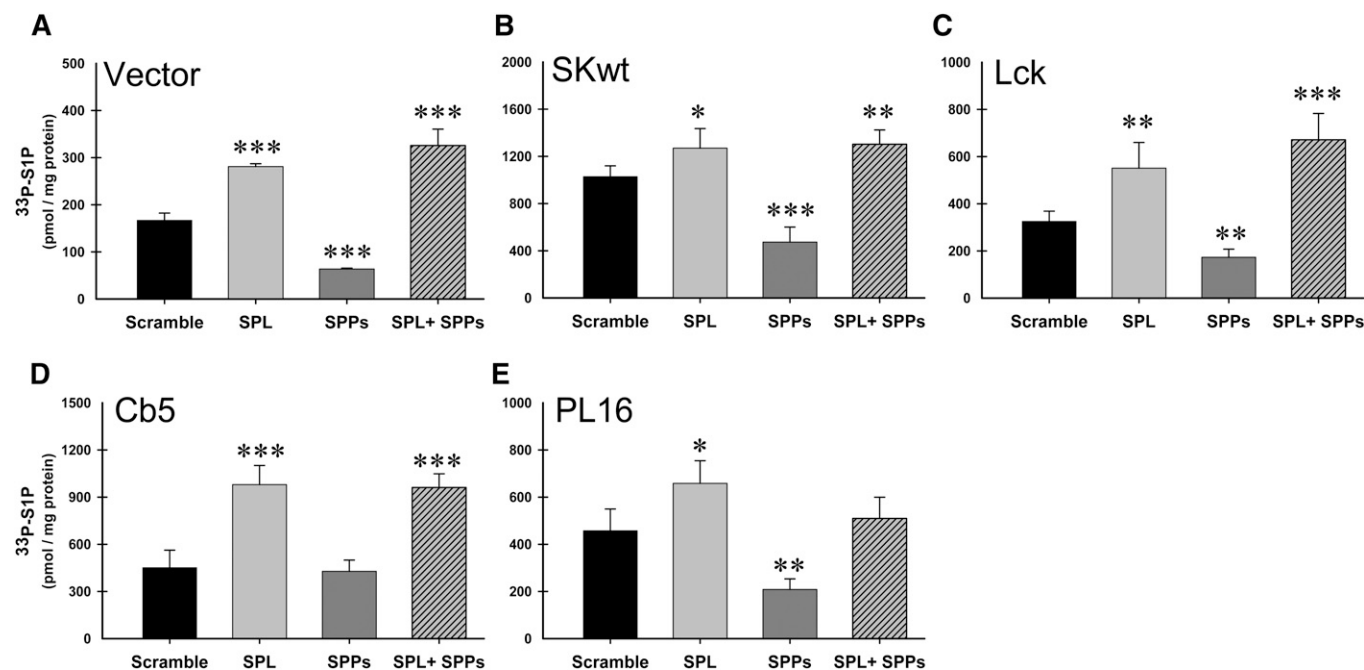 A
Vector
500
400
300
200
100
0
33P-S1P
(pmol / mg protein)
***
***
***
Scramble SPL SPPs SPL+ SPPs
B
SKwt
2000
1600
1200
800
400
0
*
***
**
Scramble SPL SPPs SPL+ SPPs
C
Lck
1000
800
600
400
200
0
**
**
***
Scramble SPL SPPs SPL+ SPPs
D
Cb5
1500
1200
900
600
300
0
33P-S1P
(pmol / mg protein)
***
***
Scramble SPL SPPs SPL+ SPPs
E
PL16
1000
800
600
400
200
0
*
**
Scramble SPL SPPs SPL+ SPPs